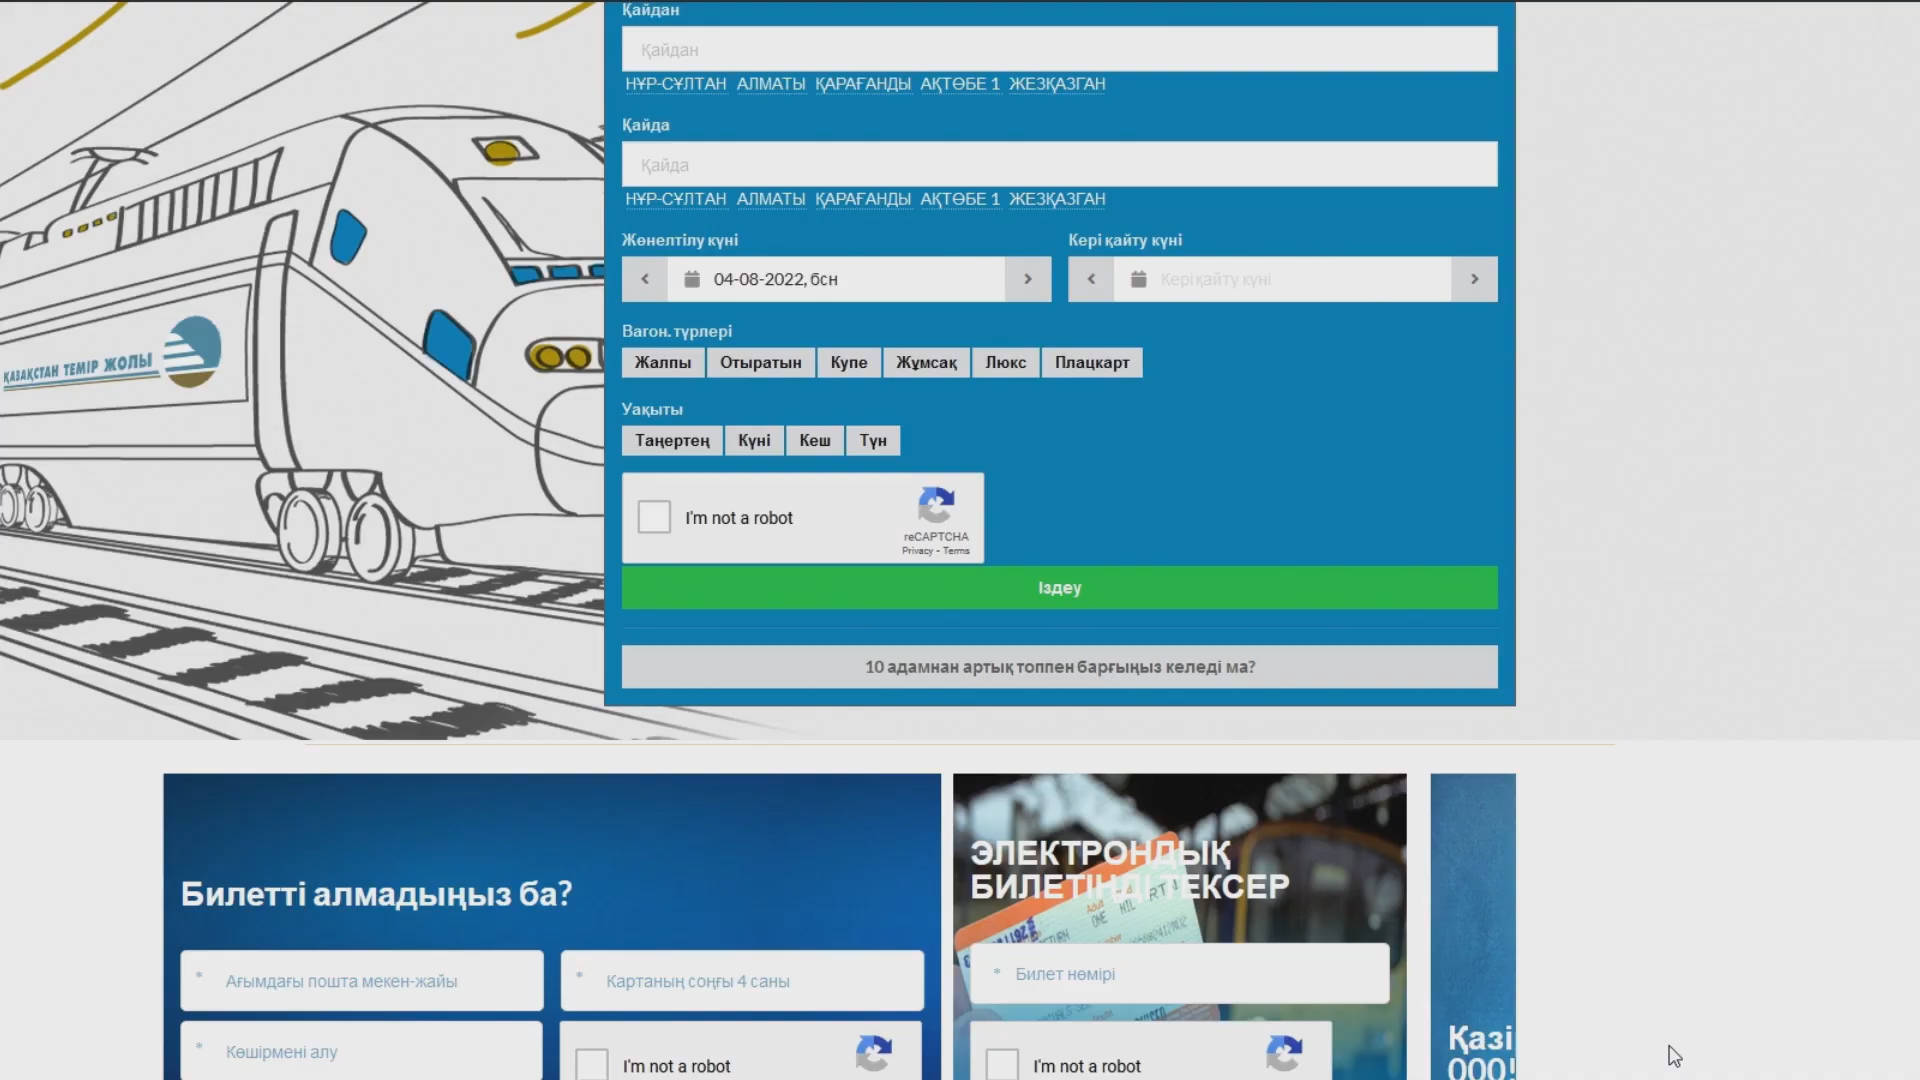 Қайдан
Қайдан
НҰР-СҰЛТАН АЛМАТЫ ҚАРАҒАНДЫ АҚТӨБЕ 1 ЖЕЗҚАЗҒАН
Қайда
Қайда
НҰР-СҰЛТАН АЛМАТЫ ҚАРАҒАНДЫ АҚТӨБЕ 1 ЖЕЗҚАЗҒАН
Жөнелтілу күні
Кері қайту күні
04-08-2022, бсн
Кері қайту күні
Вагон. түрлері
Жалпы Отыратын Купе Жұмсақ Люкс Плацкарт
ҚАЗАҚСТАН ТЕМІР ЖОЛЫ
Уақыты
Таңертең Күні Кеш Түн
I'm not a robot
reCAPTCHA
Privacy - Terms
Іздеу
10 адамнан артық топпен барғыңыз келеді ма?
Билетті алмадыңыз ба?
* Ағымдағы пошта мекен-жайы
* Картаның соңғы 4 саны
* Көшірмені алу
I'm not a robot
ЭЛЕКТРОНДЫҚ
БИЛЕТІНДІ ТЕКСЕР
* Билет нөмірі
I'm not a robot
Қазі
000!